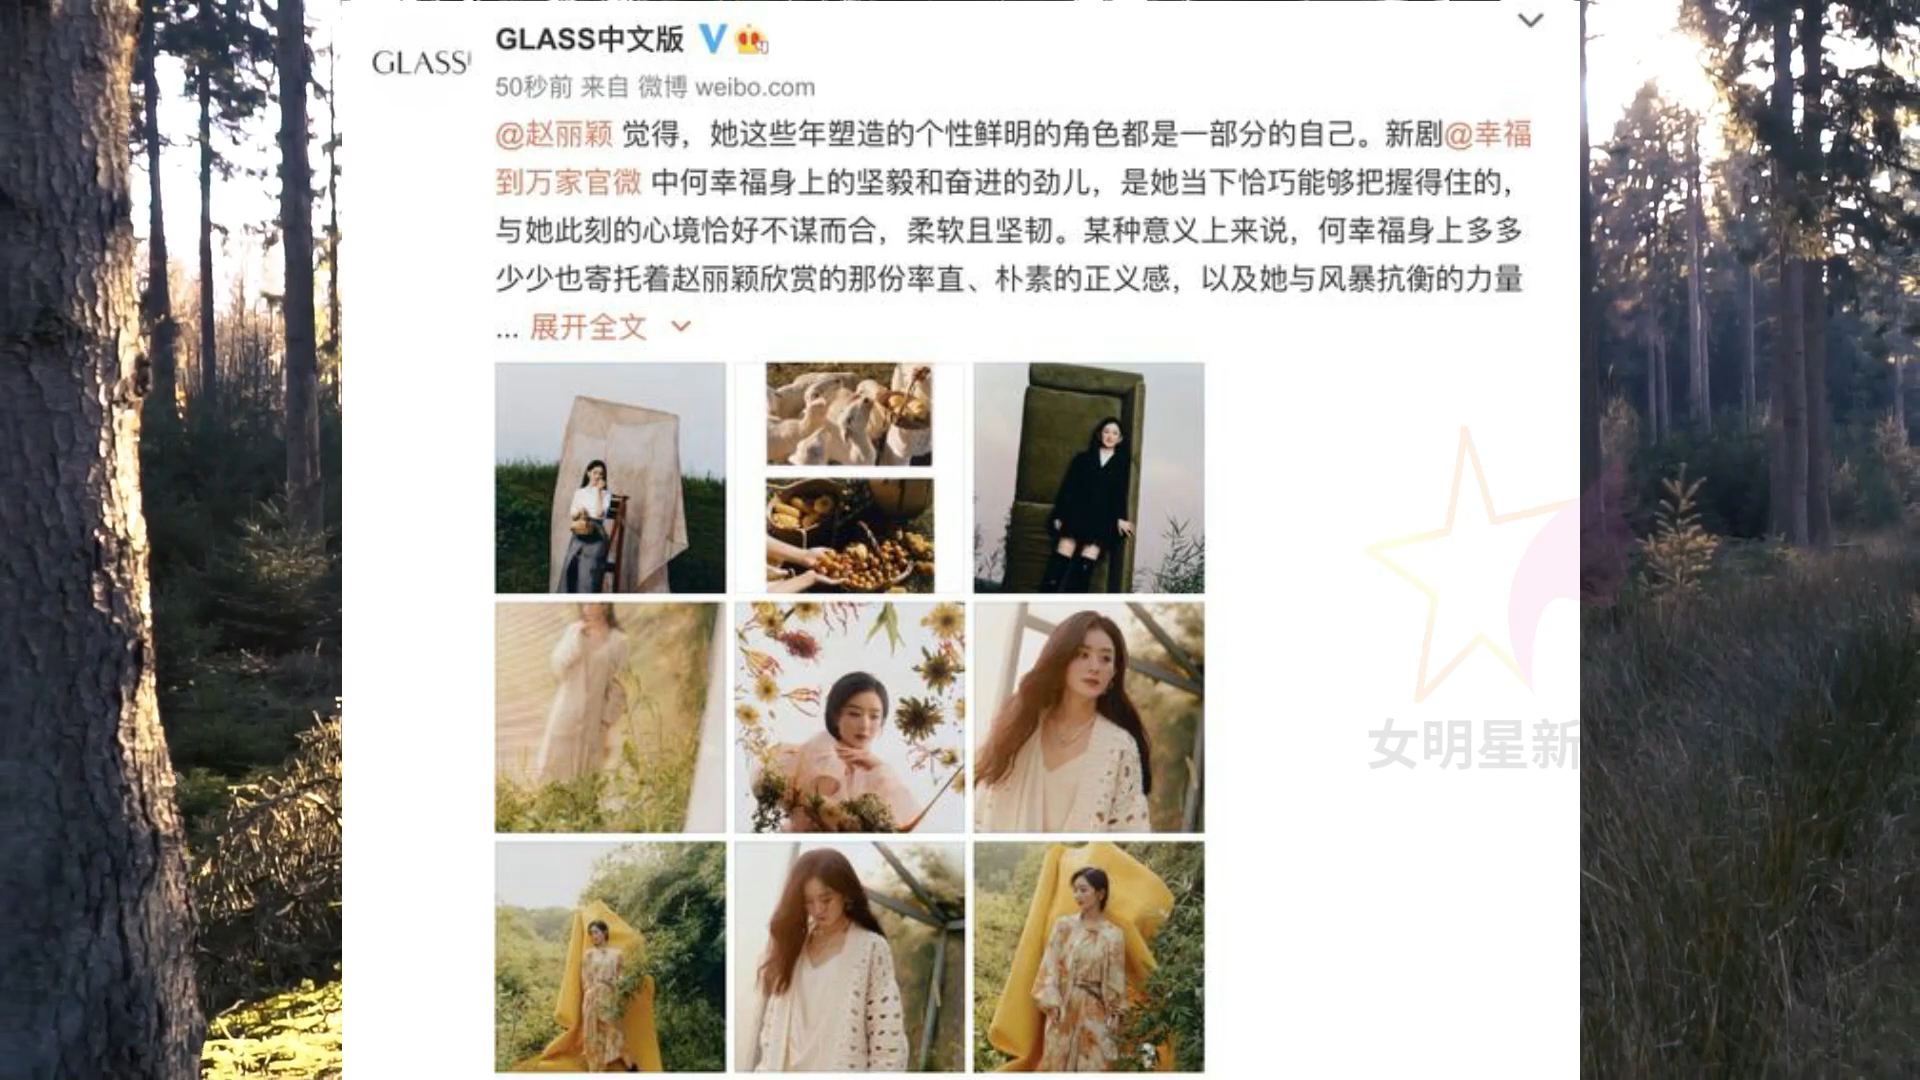 GLASS
GLASS中文版
50秒前 来自 微博 weibo.com
@赵丽颖 觉得，她这些年塑造的个性鲜明的角色都是一部分的自己。新剧@幸福
到万家官微 中何幸福身上的坚毅和奋进的劲儿，是她当下恰巧能够把握得住的，
与她此刻的心境恰好不谋而合，柔软且坚韧。某种意义上来说，何幸福身上多多
少少也寄托着赵丽颖欣赏的那份率直、朴素的正义感，以及她与风暴抗衡的力量
... 展开全文
女明星新